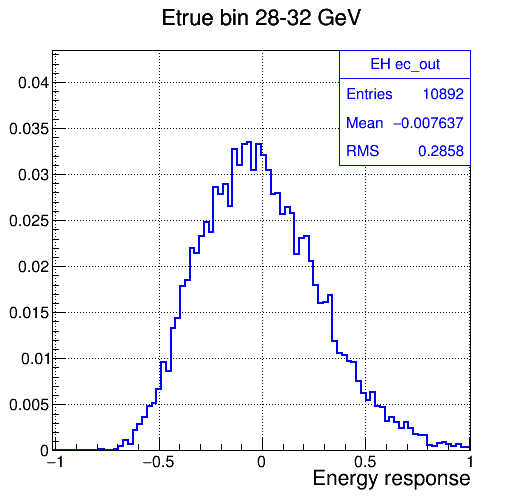 Etrue bin 28-32 GeV
EH ec_out
Entries 10892
Mean −0.007637
RMS 0.2858
0.04
0.035
0.03
0.025
0.02
0.015
0.01
0.005
0
−1 −0.5 0 0.5 1
Energy response